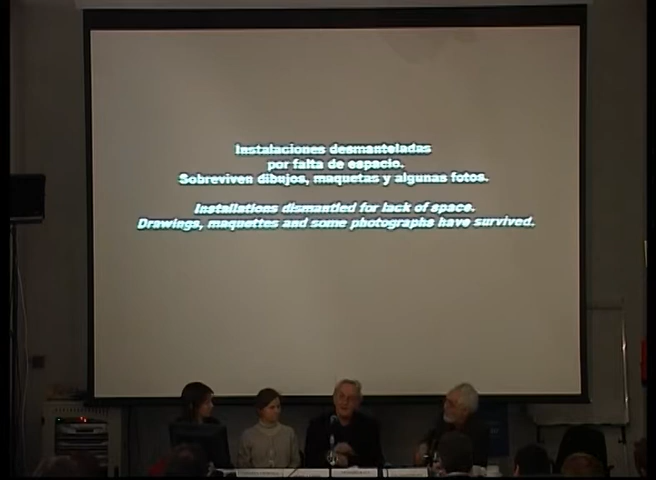 Instalaciones desmanteladas
por falta de espacio.
Sobreviven dibujos, maquetas y algunas fotos.
Installations dismantled for lack of space.
Drawings, maquettes and some photographs have survived.